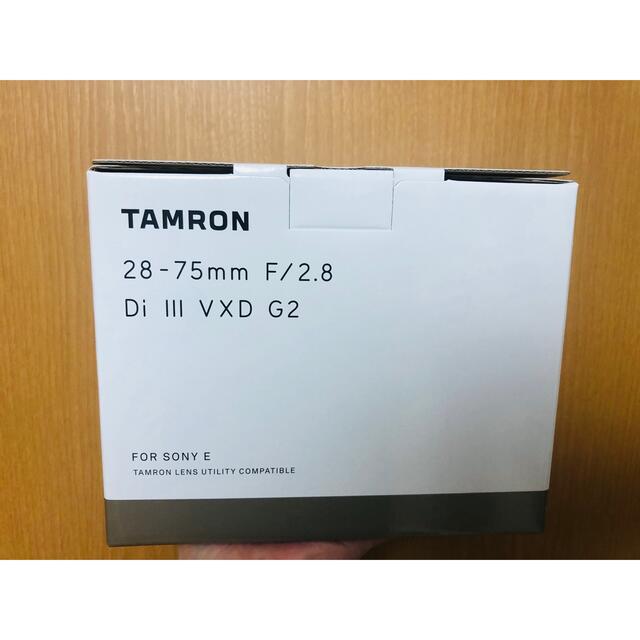 TAMRON
28-75mm F/2.8
Di III VXD G2
FOR SONY E
TAMRON LENS UTILITY COMPATIBLE